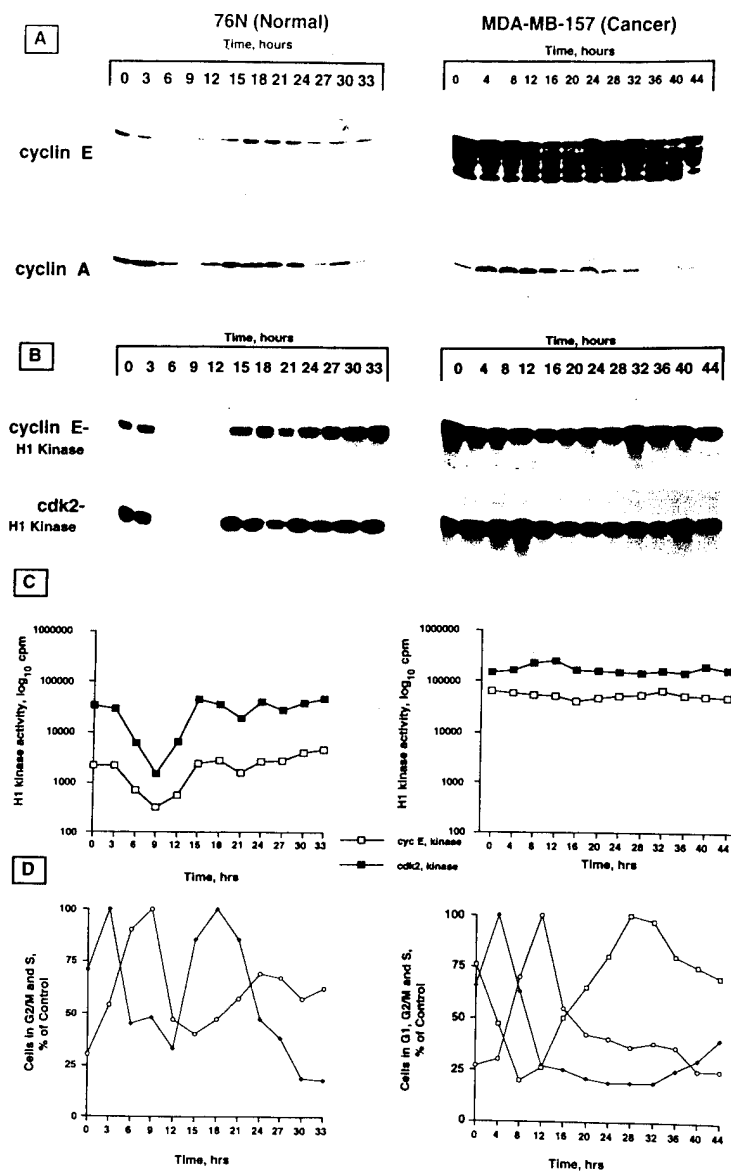 76N (Normal)
MDA-MB-157 (Cancer)
A
Time, hours
Time, hours
0 3 6 9 12 15 18 21 24 27 30 33
0 4 8 12 16 20 24 28 32 36 40 44
cyclin E
cyclin A
B
Time, hours
Time, hours
0 3 6 9 12 15 18 21 24 27 30 33
0 4 8 12 16 20 24 28 32 36 40 44
cyclin E-
H1 Kinase
cdk2-
H1 Kinase
C
H1 kinase activity, log10 cpm
1000000
100000
10000
1000
100
0 3 6 9 12 15 18 21 24 27 30 33
Time, hrs
H1 kinase activity, log10 cpm
1000000
100000
10000
1000
100
0 4 8 12 16 20 24 28 32 36 40 44
Time, hrs
cyc E, kinase
cdk2, kinase
D
Cells in G2/M and S,
% of Control
100
75
50
25
0
0 3 6 9 12 15 18 21 24 27 30 33
Time, hrs
Cells in G1, G2/M and S,
% of Control
100
75
50
25
0
0 4 8 12 16 20 24 28 32 36 40 44
Time, hrs